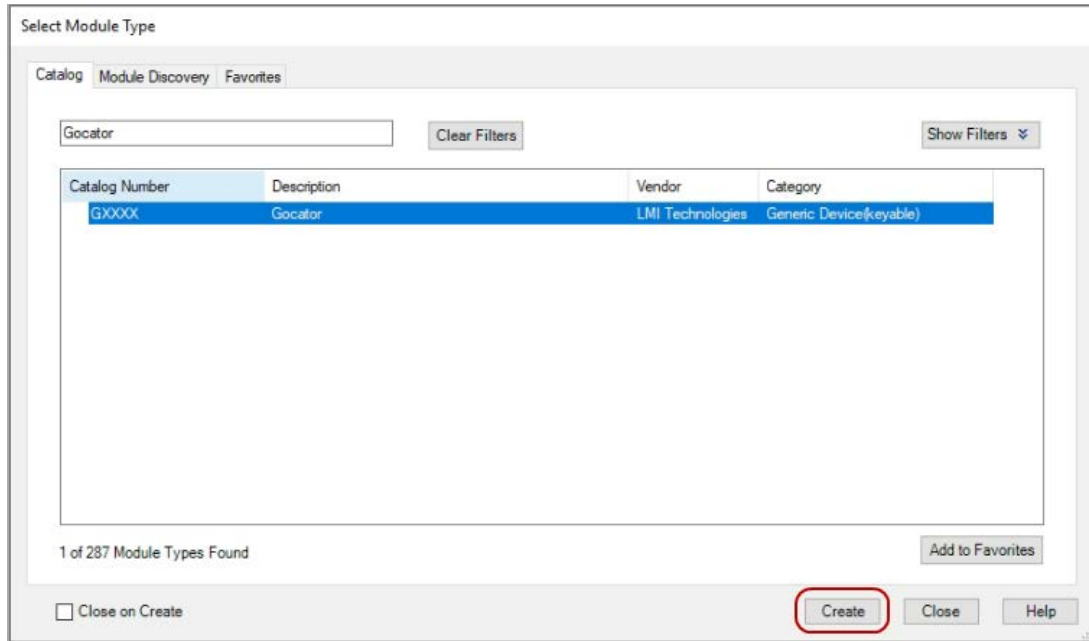 Select Module Type
Catalog Module Discovery Favorites
Gocator Clear Filters Show Filters
Catalog Number Description Vendor Category
GXXXX Gocator LMI Technologies Generic Device(keyable)
1 of 287 Module Types Found Add to Favorites
Close on Create Create Close Help